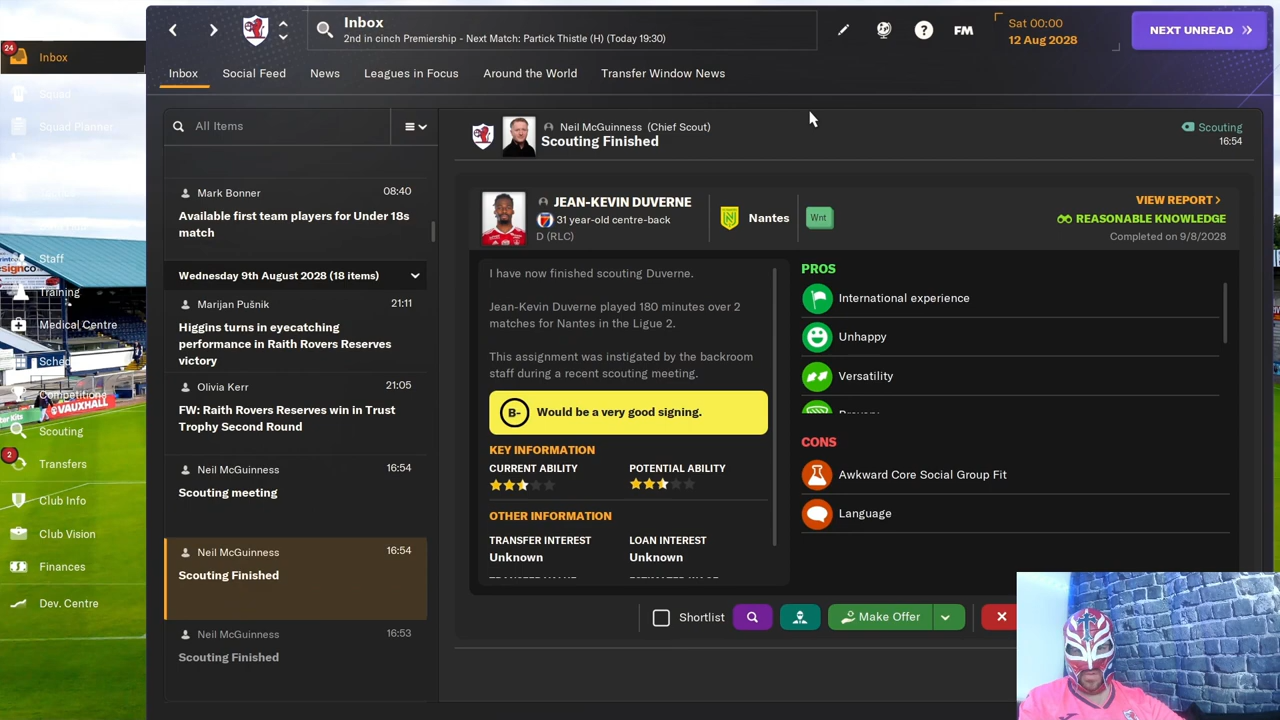 Inbox
2nd in cinch Premiership - Next Match: Partick Thistle (H) (Today 19:30)
FM
Sat 00:00
12 Aug 2028
NEXT UNREAD
24
Inbox
Squad
Squad Planner
Staff
Training
Medical Centre
Sched
Competitions
Scouting
2
Transfers
Club Info
Club Vision
Finances
Dev. Centre
VAUXHALL
Inbox
Social Feed
News
Leagues in Focus
Around the World
Transfer Window News
All Items
Mark Bonner
08:40
Available first team players for Under 18s
match
Wednesday 9th August 2028 (18 items)
Marijan Pušnik
21:11
Higgins turns in eyecatching
performance in Raith Rovers Reserves
victory
Olivia Kerr
21:05
FW: Raith Rovers Reserves win in Trust
Trophy Second Round
Neil McGuinness
16:54
Scouting meeting
Neil McGuinness
16:54
Scouting Finished
Neil McGuinness
16:53
Scouting Finished
Neil McGuinness (Chief Scout)
Scouting Finished
Scouting
16:54
JEAN-KEVIN DUVERNE
31 year-old centre-back
D (RLC)
Nantes
Wnt
VIEW REPORT
REASONABLE KNOWLEDGE
Completed on 9/8/2028
I have now finished scouting Duverne.
Jean-Kevin Duverne played 180 minutes over 2
matches for Nantes in the Ligue 2.
This assignment was instigated by the backroom
staff during a recent scouting meeting.
B-
Would be a very good signing.
KEY INFORMATION
CURRENT ABILITY
POTENTIAL ABILITY
OTHER INFORMATION
TRANSFER INTEREST
LOAN INTEREST
Unknown
Unknown
PROS
International experience
Unhappy
Versatility
CONS
Awkward Core Social Group Fit
Language
Shortlist
Make Offer